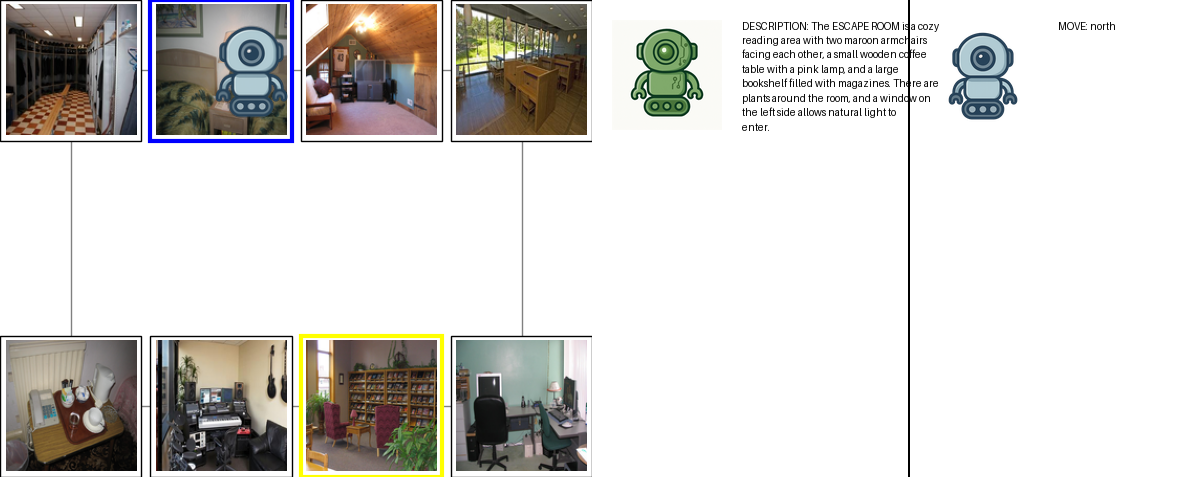 DESCRIPTION: The ESCAPE ROOM is a cozy
reading area with two maroon armchairs
facing each other, a small wooden coffee
table with a pink lamp, and a large
bookshelf filled with magazines. There are
plants around the room, and a window on
the left side allows natural light to
enter.
MOVE: north